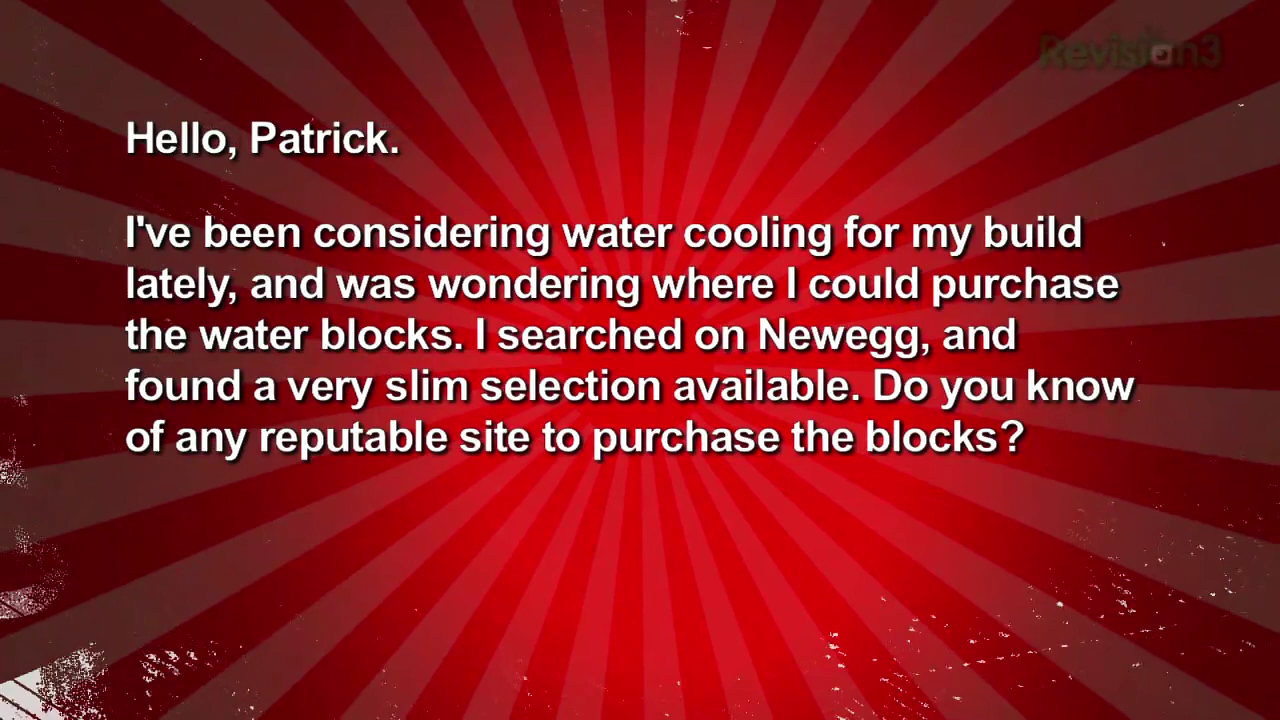 Revision3
Hello, Patrick.
I've been considering water cooling for my build
lately, and was wondering where I could purchase
the water blocks. I searched on Newegg, and
found a very slim selection available. Do you know
of any reputable site to purchase the blocks?